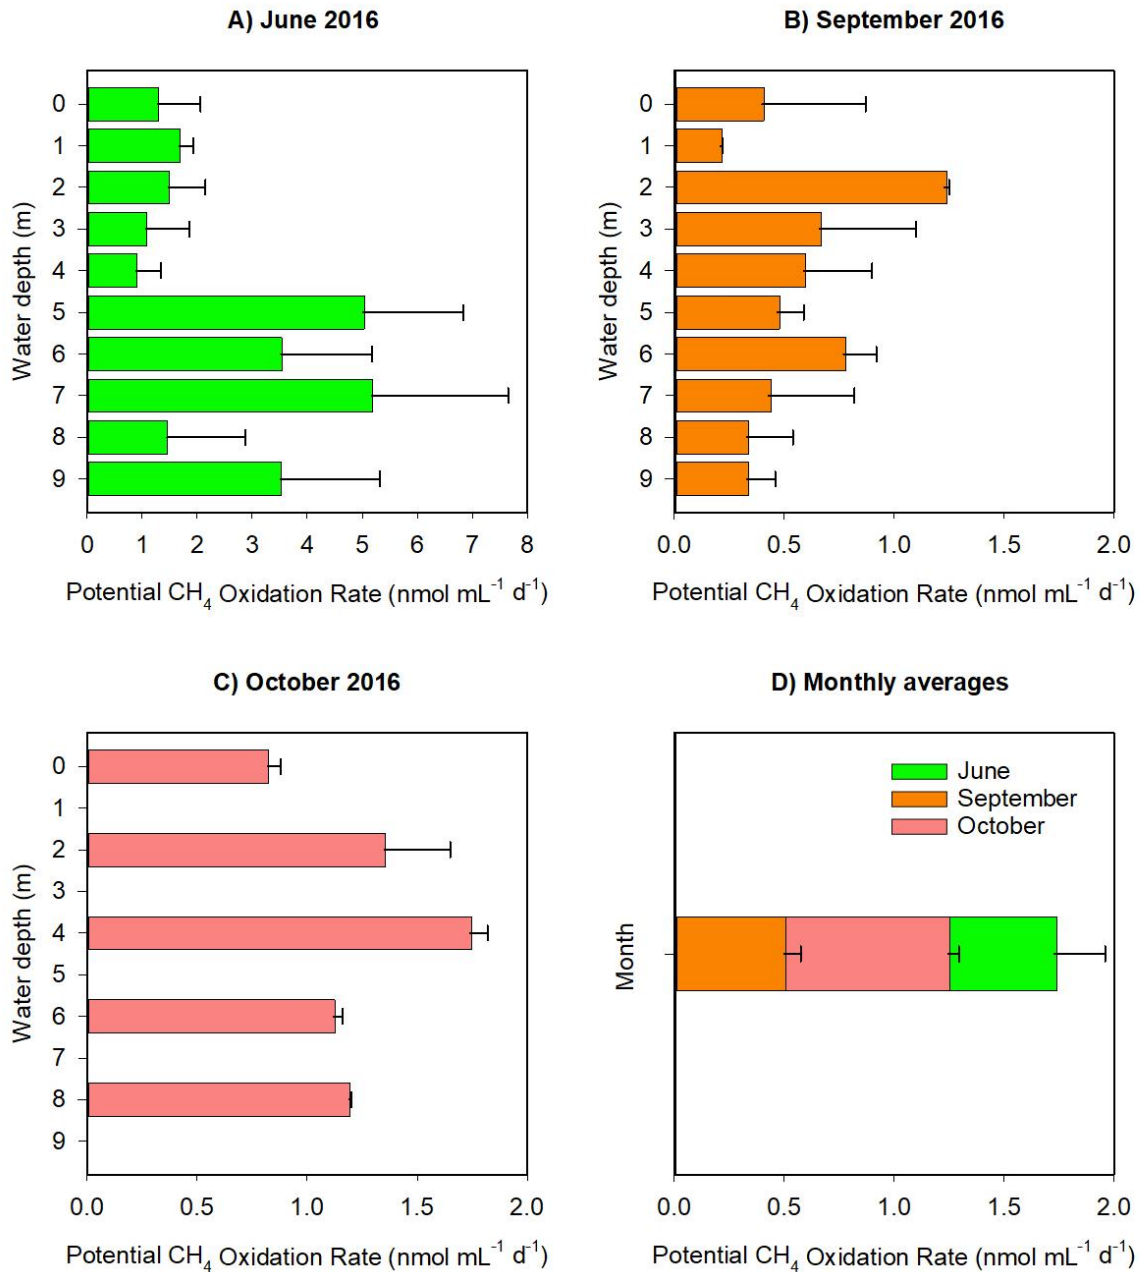 A) June 2016
Water depth (m)
0
1
2
3
4
5
6
7
8
9
0 1 2 3 4 5 6 7 8
Potential CH₄ Oxidation Rate (nmol mL⁻¹ d⁻¹)
B) September 2016
Water depth (m)
0
1
2
3
4
5
6
7
8
9
0.0 0.5 1.0 1.5 2.0
Potential CH₄ Oxidation Rate (nmol mL⁻¹ d⁻¹)
C) October 2016
Water depth (m)
0
1
2
3
4
5
6
7
8
9
0.0 0.5 1.0 1.5 2.0
Potential CH₄ Oxidation Rate (nmol mL⁻¹ d⁻¹)
D) Monthly averages
June
September
October
Month
0.0 0.5 1.0 1.5 2.0
Potential CH₄ Oxidation Rate (nmol mL⁻¹ d⁻¹)